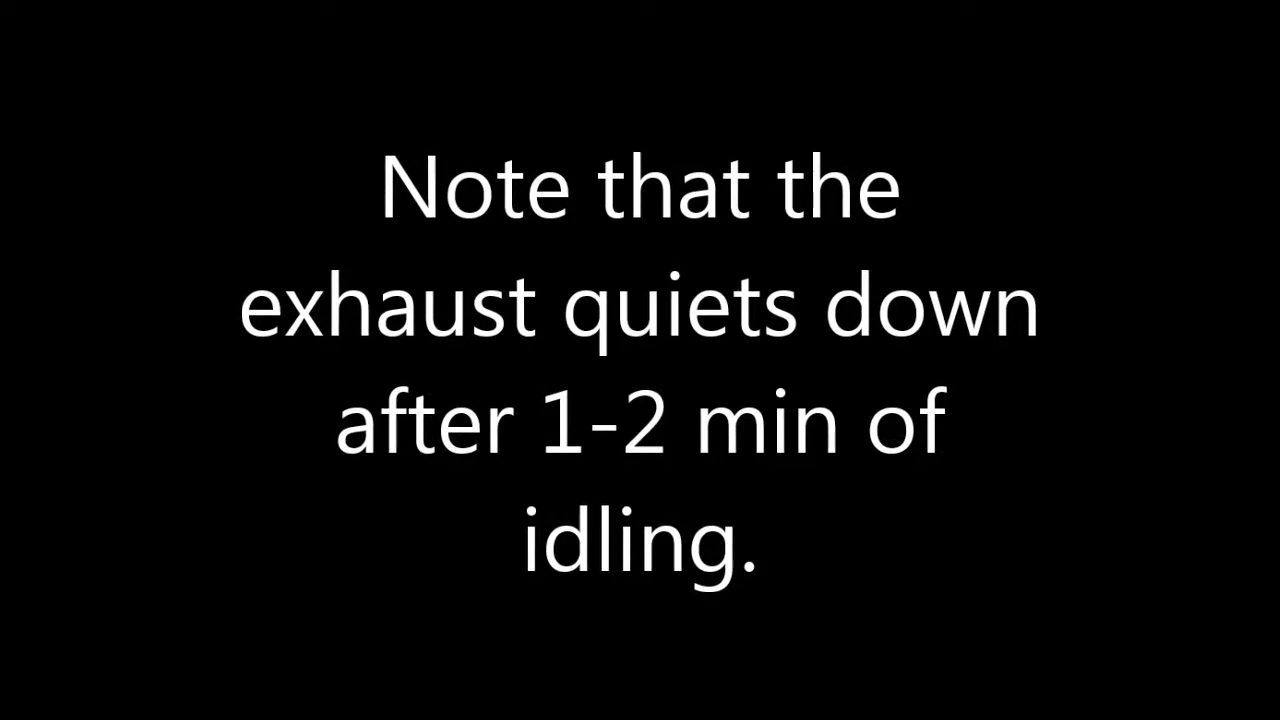 Note that the
exhaust quiets down
after 1-2 min of
idling.